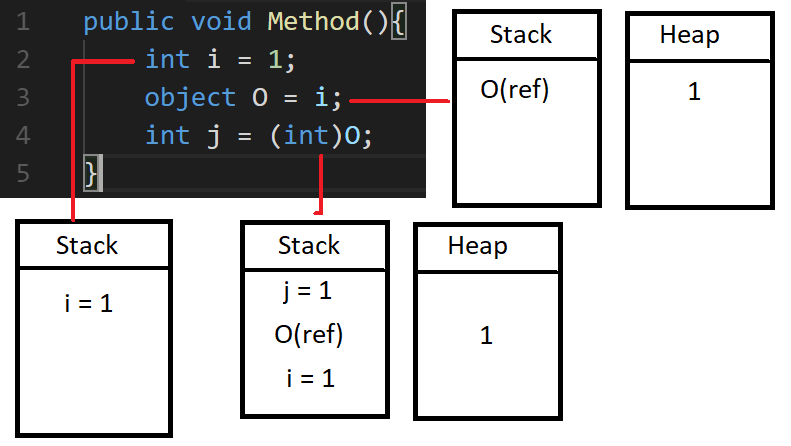 1 public void Method(){
2 int i = 1;
3 object O = i;
4 int j = (int)O;
5 }
Stack
O(ref)
Heap
1
Stack
i = 1
Stack
j = 1
O(ref)
i = 1
Heap
1